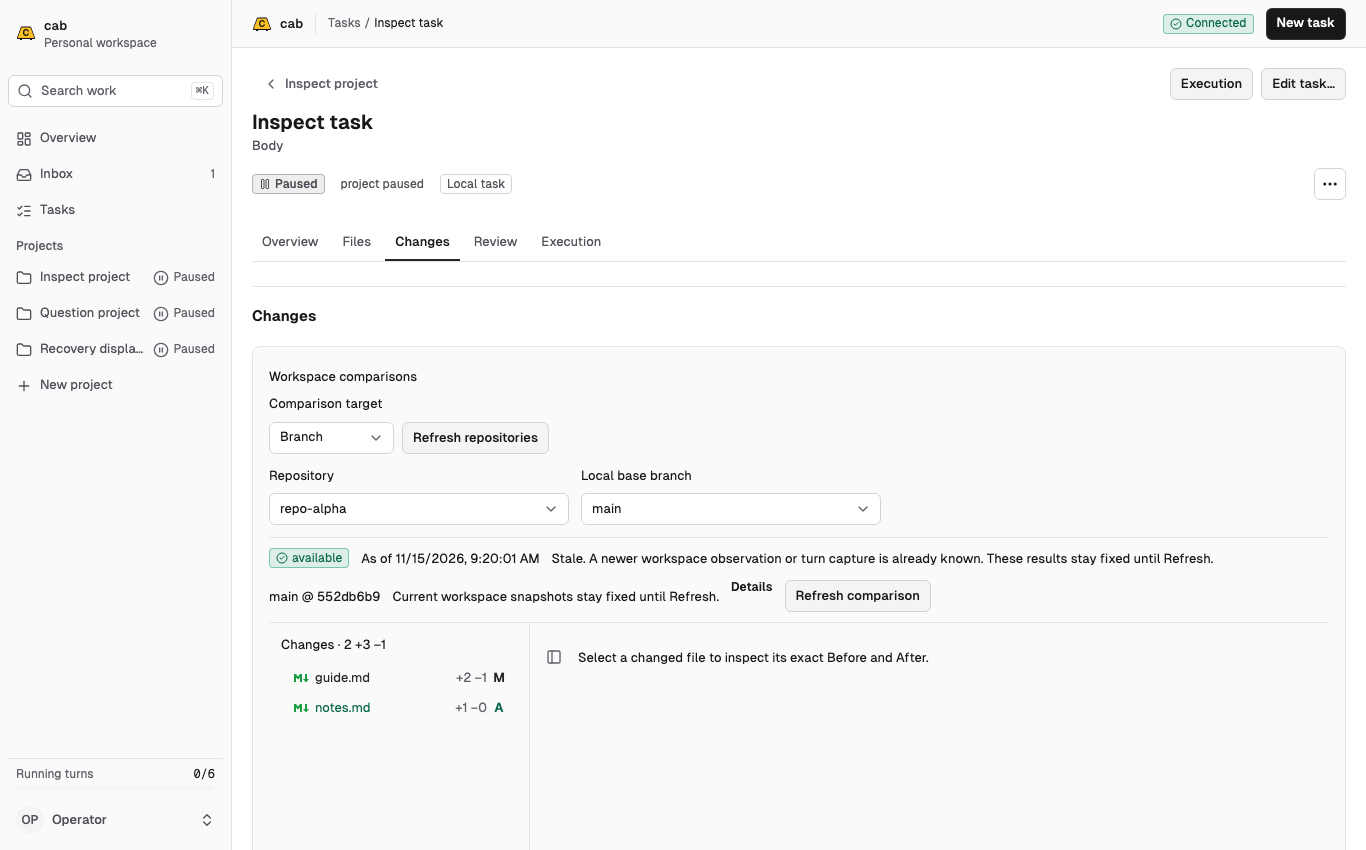 cab
Personal workspace
Search work ⌘K
Overview
Inbox 1
Tasks
Projects
Inspect project Paused
Question project Paused
Recovery displa... Paused
New project
Running turns 0/6
OP Operator
C cab Tasks / Inspect task Connected New task
Inspect project Execution Edit task...
Inspect task
Body
Paused project paused Local task
Overview Files Changes Review Execution
Changes
Workspace comparisons
Comparison target
Branch Refresh repositories
Repository Local base branch
repo-alpha main
available As of 11/15/2026, 9:20:01 AM Stale. A newer workspace observation or turn capture is already known. These results stay fixed until Refresh.
main @ 552db6b9 Current workspace snapshots stay fixed until Refresh. Details Refresh comparison
Changes · 2 +3 −1
M↓ guide.md +2 −1 M
M↓ notes.md +1 −0 A
Select a changed file to inspect its exact Before and After.